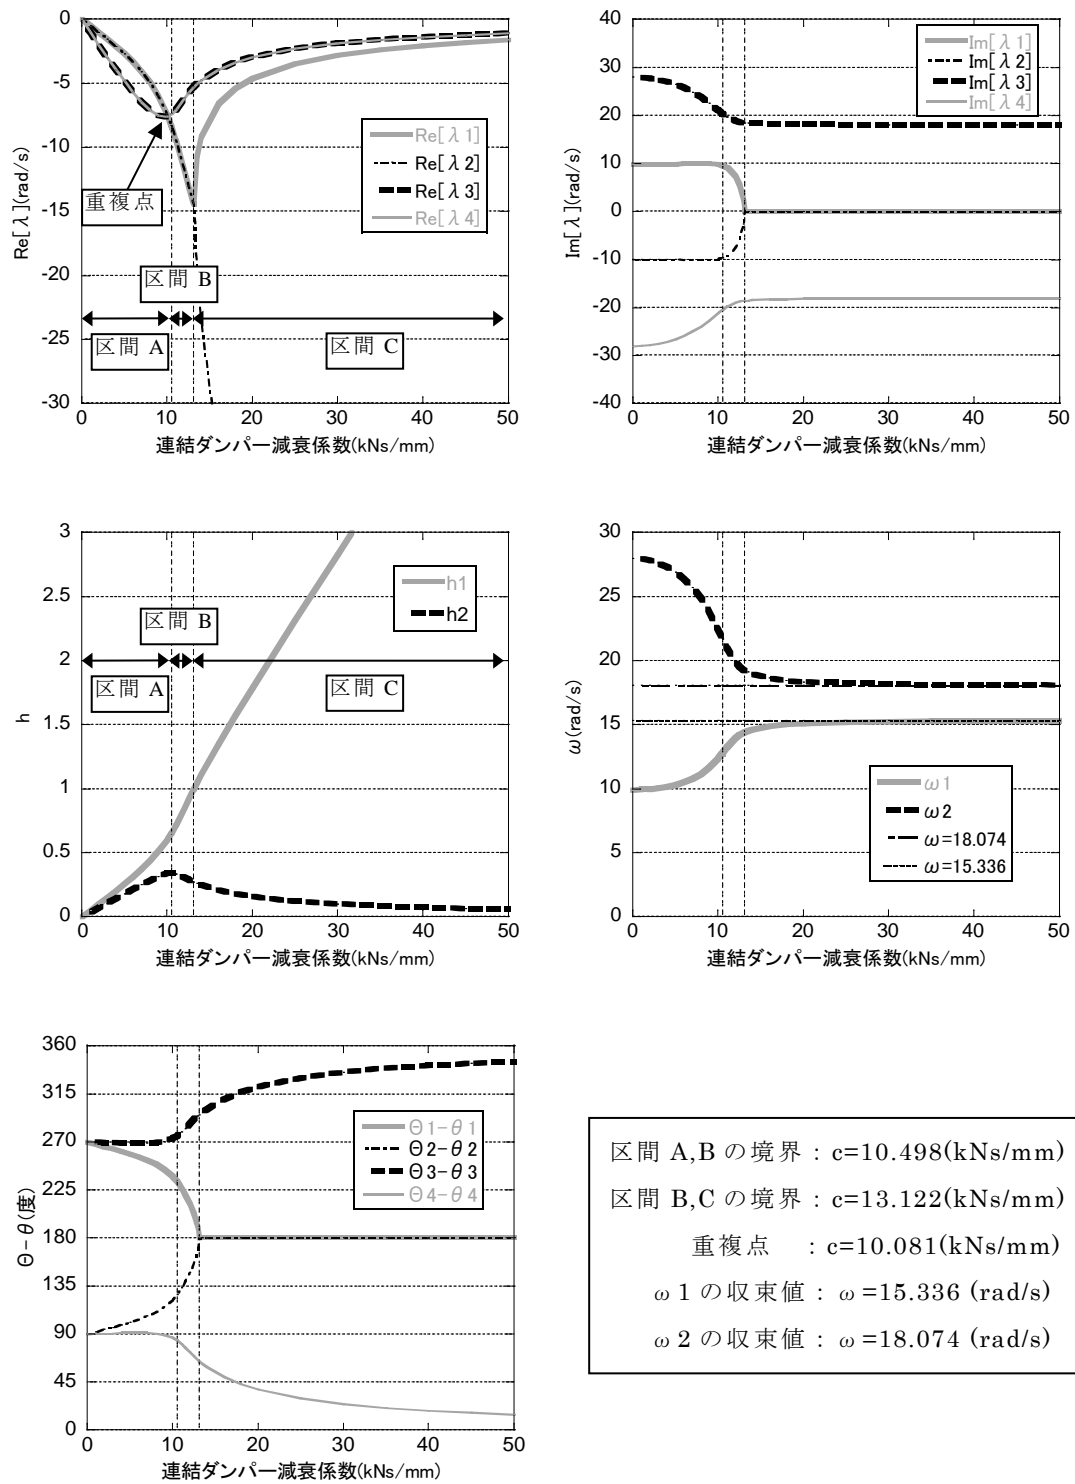 0
-5
-10
-15
-20
-25
-30
Re[λ](rad/s)
重複点
区間 B
区間 A
区間 C
Re[λ1]
Re[λ2]
Re[λ3]
Re[λ4]
0 10 20 30 40 50
連結ダンパー減衰係数(kNs/mm)
40
30
20
10
0
-10
-20
-30
-40
Im[λ](rad/s)
Im[λ1]
Im[λ2]
Im[λ3]
Im[λ4]
0 10 20 30 40 50
連結ダンパー減衰係数(kNs/mm)
3
2.5
2
1.5
1
0.5
0
h
区間 B
区間 A
区間 C
h1
h2
0 10 20 30 40 50
連結ダンパー減衰係数(kNs/mm)
30
25
20
15
10
5
0
ω(rad/s)
ω1
ω2
ω=18.074
ω=15.336
0 10 20 30 40 50
連結ダンパー減衰係数(kNs/mm)
360
315
270
225
180
135
90
45
0
Θ-θ(度)
Θ1-θ1
Θ2-θ2
Θ3-θ3
Θ4-θ4
0 10 20 30 40 50
連結ダンパー減衰係数(kNs/mm)
区間 A,B の境界：c=10.498(kNs/mm)
区間 B,C の境界：c=13.122(kNs/mm)
重複点 ：c=10.081(kNs/mm)
ω1 の収束値：ω=15.336 (rad/s)
ω2 の収束値：ω=18.074 (rad/s)